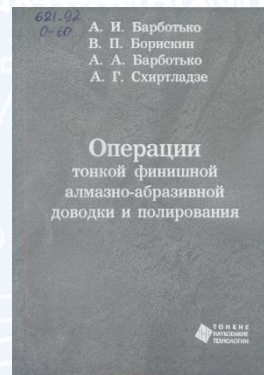 621.92
О-60
А. И. Барботько
В. П. Борискин
А. А. Барботько
А. Г. Схиртладзе
Операции
тонкой финишной
алмазно-абразивной
доводки и полирования
ТОНКИЕ
НАУКОЕМКИЕ
ТЕХНОЛОГИИ